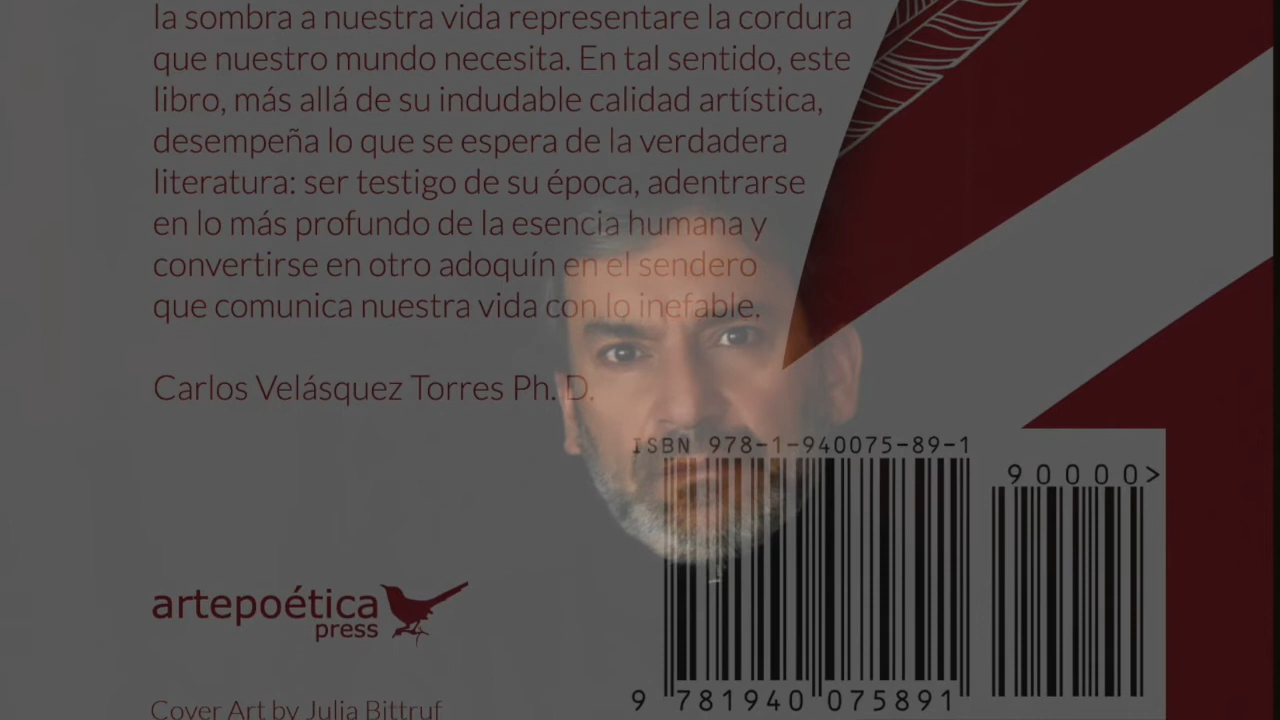 la sombra a nuestra vida representare la cordura
que nuestro mundo necesita. En tal sentido, este
libro, más allá de su indudable calidad artística,
desempeña lo que se espera de la verdadera
literatura: ser testigo de su época, adentrarse
en lo más profundo de la esencia humana y
convertirse en otro adoquín en el sendero
que comunica nuestra vida con lo inefable.
Carlos Velásquez Torres Ph. D.
ISBN 978-1-940075-89-1
90000>
9 781940 075891
artepoética
press
Cover Art by Julia Bittruf